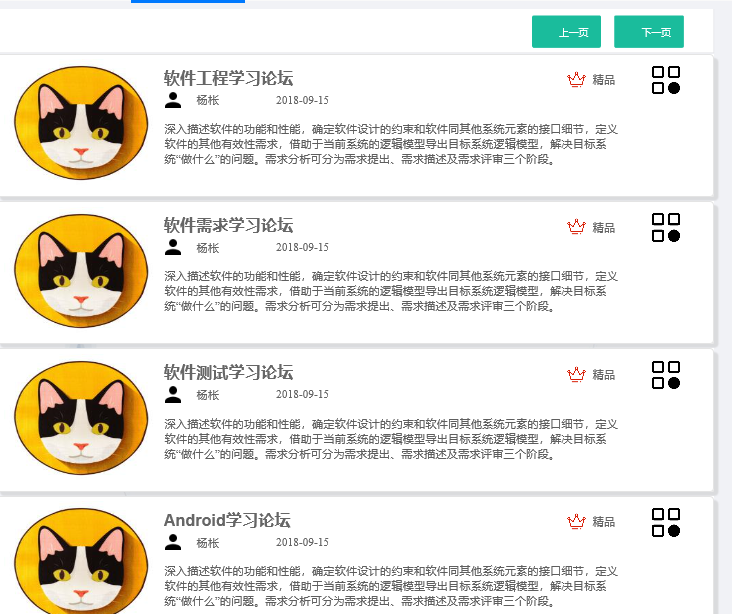 上一页 下一页
软件工程学习论坛 精品
杨枨 2018-09-15
深入描述软件的功能和性能，确定软件设计的约束和软件同其他系统元素的接口细节，定义
软件的其他有效性需求，借助于当前系统的逻辑模型导出目标系统逻辑模型，解决目标系
统“做什么”的问题。需求分析可分为需求提出、需求描述及需求评审三个阶段。
软件需求学习论坛 精品
杨枨 2018-09-15
深入描述软件的功能和性能，确定软件设计的约束和软件同其他系统元素的接口细节，定义
软件的其他有效性需求，借助于当前系统的逻辑模型导出目标系统逻辑模型，解决目标系
统“做什么”的问题。需求分析可分为需求提出、需求描述及需求评审三个阶段。
软件测试学习论坛 精品
杨枨 2018-09-15
深入描述软件的功能和性能，确定软件设计的约束和软件同其他系统元素的接口细节，定义
软件的其他有效性需求，借助于当前系统的逻辑模型导出目标系统逻辑模型，解决目标系
统“做什么”的问题。需求分析可分为需求提出、需求描述及需求评审三个阶段。
Android学习论坛 精品
杨枨 2018-09-15
深入描述软件的功能和性能，确定软件设计的约束和软件同其他系统元素的接口细节，定义
软件的其他有效性需求，借助于当前系统的逻辑模型导出目标系统逻辑模型，解决目标系
统“做什么”的问题。需求分析可分为需求提出、需求描述及需求评审三个阶段。